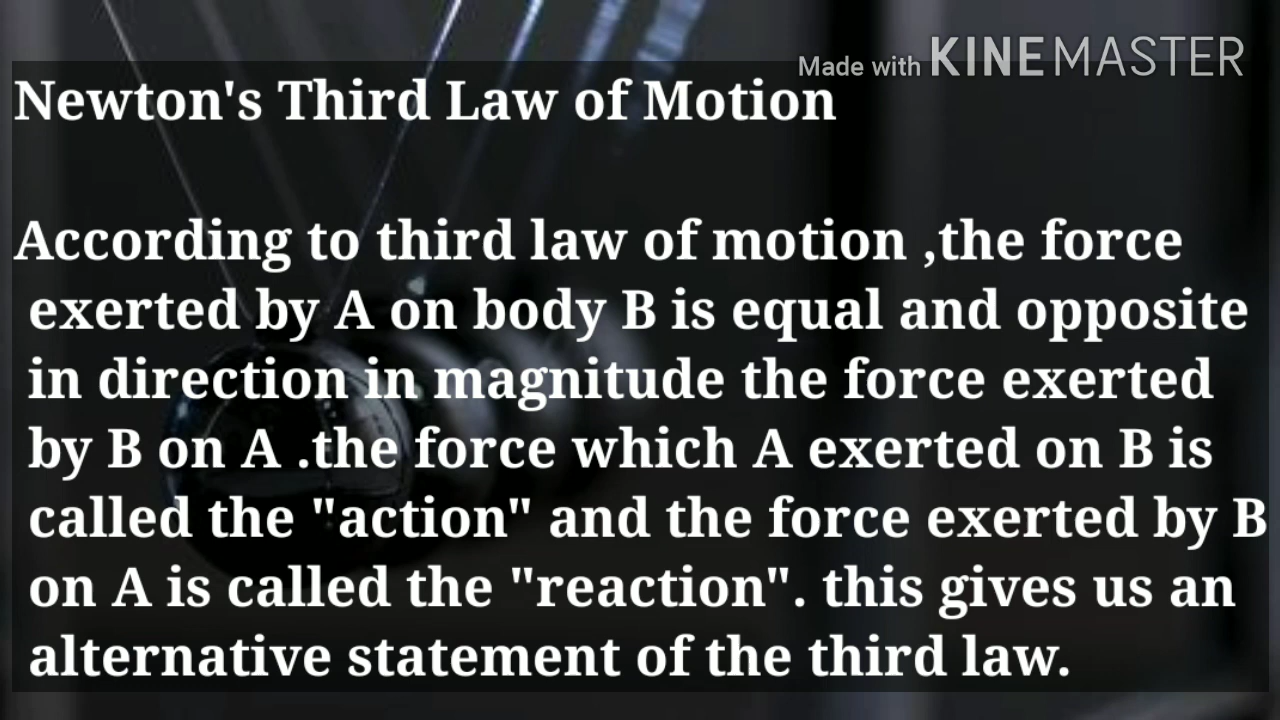 Made with KINEMASTER
Newton's Third Law of Motion
According to third law of motion ,the force
exerted by A on body B is equal and opposite
in direction in magnitude the force exerted
by B on A .the force which A exerted on B is
called the "action" and the force exerted by B
on A is called the "reaction". this gives us an
alternative statement of the third law.